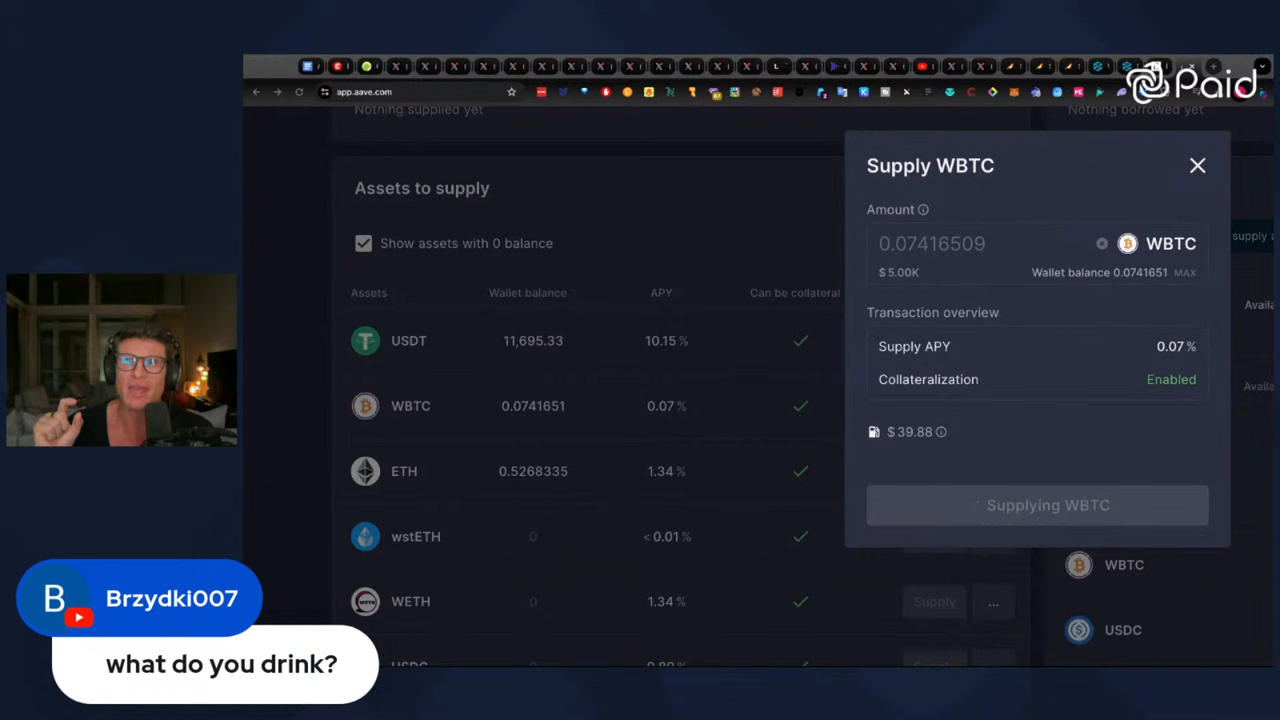 app.aave.com
Paid
Nothing supplied yet
Nothing borrowed yet
Assets to supply
Show assets with 0 balance
Assets Wallet balance APY Can be collateral
USDT 11,695.33 10.15 %
WBTC 0.0741651 0.07 %
ETH 0.5268335 1.34 %
wstETH 0 <0.01 %
WETH 0 1.34 % Supply ...
Supply WBTC
Amount
0.07416509 WBTC
$ 5.00K Wallet balance 0.0741651 MAX
Transaction overview
Supply APY 0.07 %
Collateralization Enabled
$ 39.88
Supplying WBTC
supply
WBTC
USDC
B Brzydki007
what do you drink?